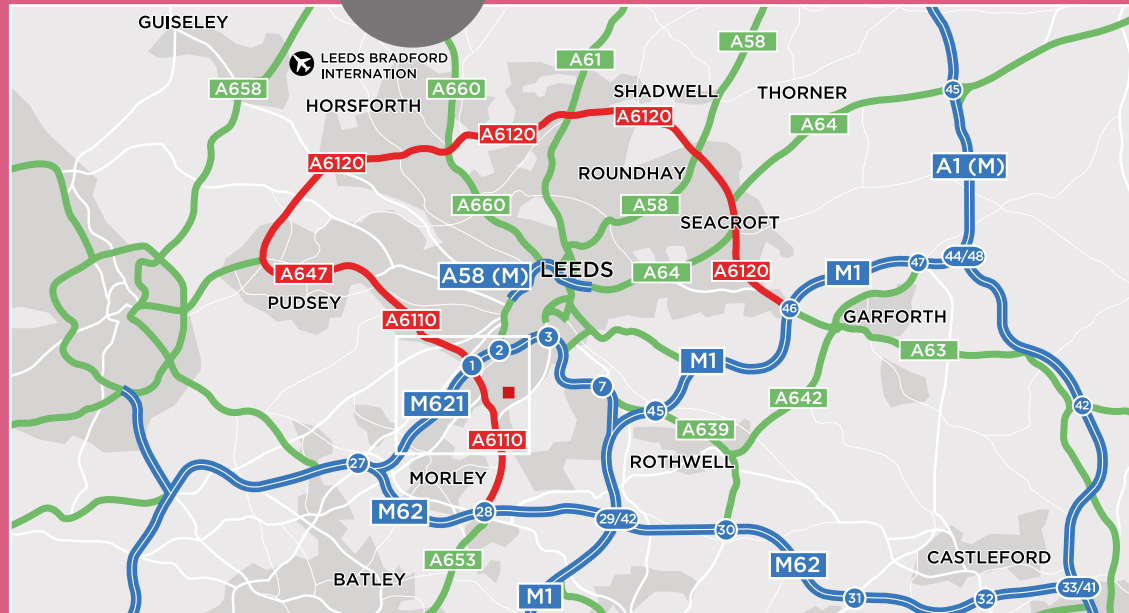 GUISELEY
LEEDS BRADFORD
INTERNATION
A658
A660
A61
A58
HORSFORTH
SHADWELL
THORNER
45
A6120
A6120
A6120
A64
A1 (M)
ROUNDHAY
A660
A58
SEACROFT
A647
A58 (M)
LEEDS
A64
A6120
M1
47
44/48
PUDSEY
A6110
46
GARFORTH
1
2
3
M1
A63
M621
7
A642
45
42
A6110
A639
27
MORLEY
ROTHWELL
M62
28
29/42
30
A653
M62
CASTLEFORD
BATLEY
M1
31
32
33/41